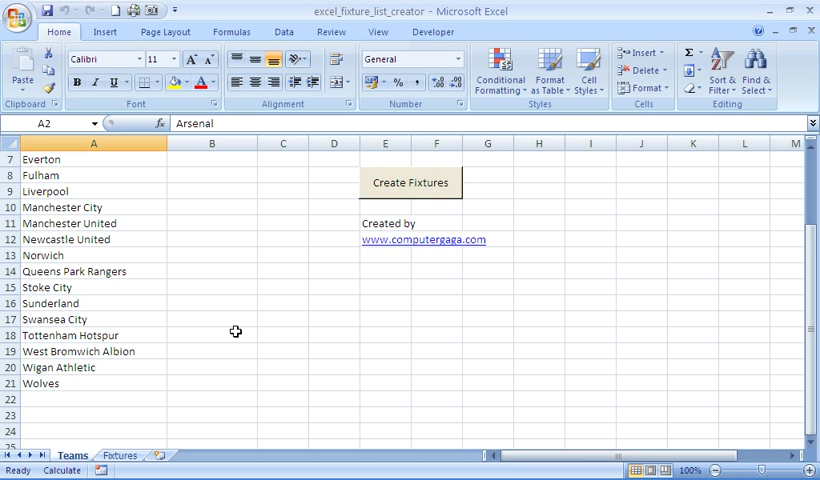 excel_fixture_list_creator - Microsoft Excel
Home Insert Page Layout Formulas Data Review View Developer
Paste Calibri 11 A A General Conditional Formatting Format as Table Cell Styles Insert Delete Format Σ Sort & Filter Find & Select
B I U A $ % , .0 .00
Clipboard Font Alignment Number Styles Cells Editing
A2 fx Arsenal
A B C D E F G H I J K L M
7 Everton
8 Fulham Create Fixtures
9 Liverpool
10 Manchester City
11 Manchester United Created by
12 Newcastle United www.computergaga.com
13 Norwich
14 Queens Park Rangers
15 Stoke City
16 Sunderland
17 Swansea City
18 Tottenham Hotspur
19 West Bromwich Albion
20 Wigan Athletic
21 Wolves
22
23
24
25
Teams Fixtures
Ready Calculate 100%